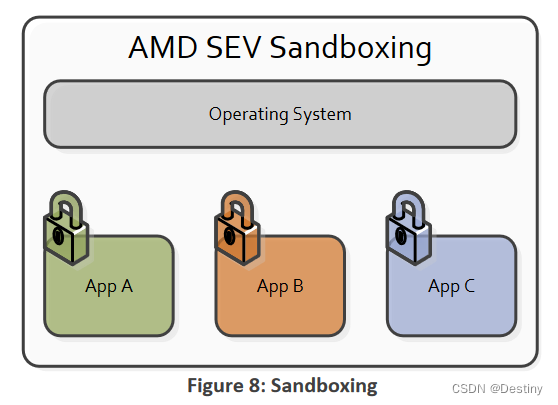 AMD SEV Sandboxing
Operating System
App A
App B
App C
Figure 8: Sandboxing
CSDN @Destiny